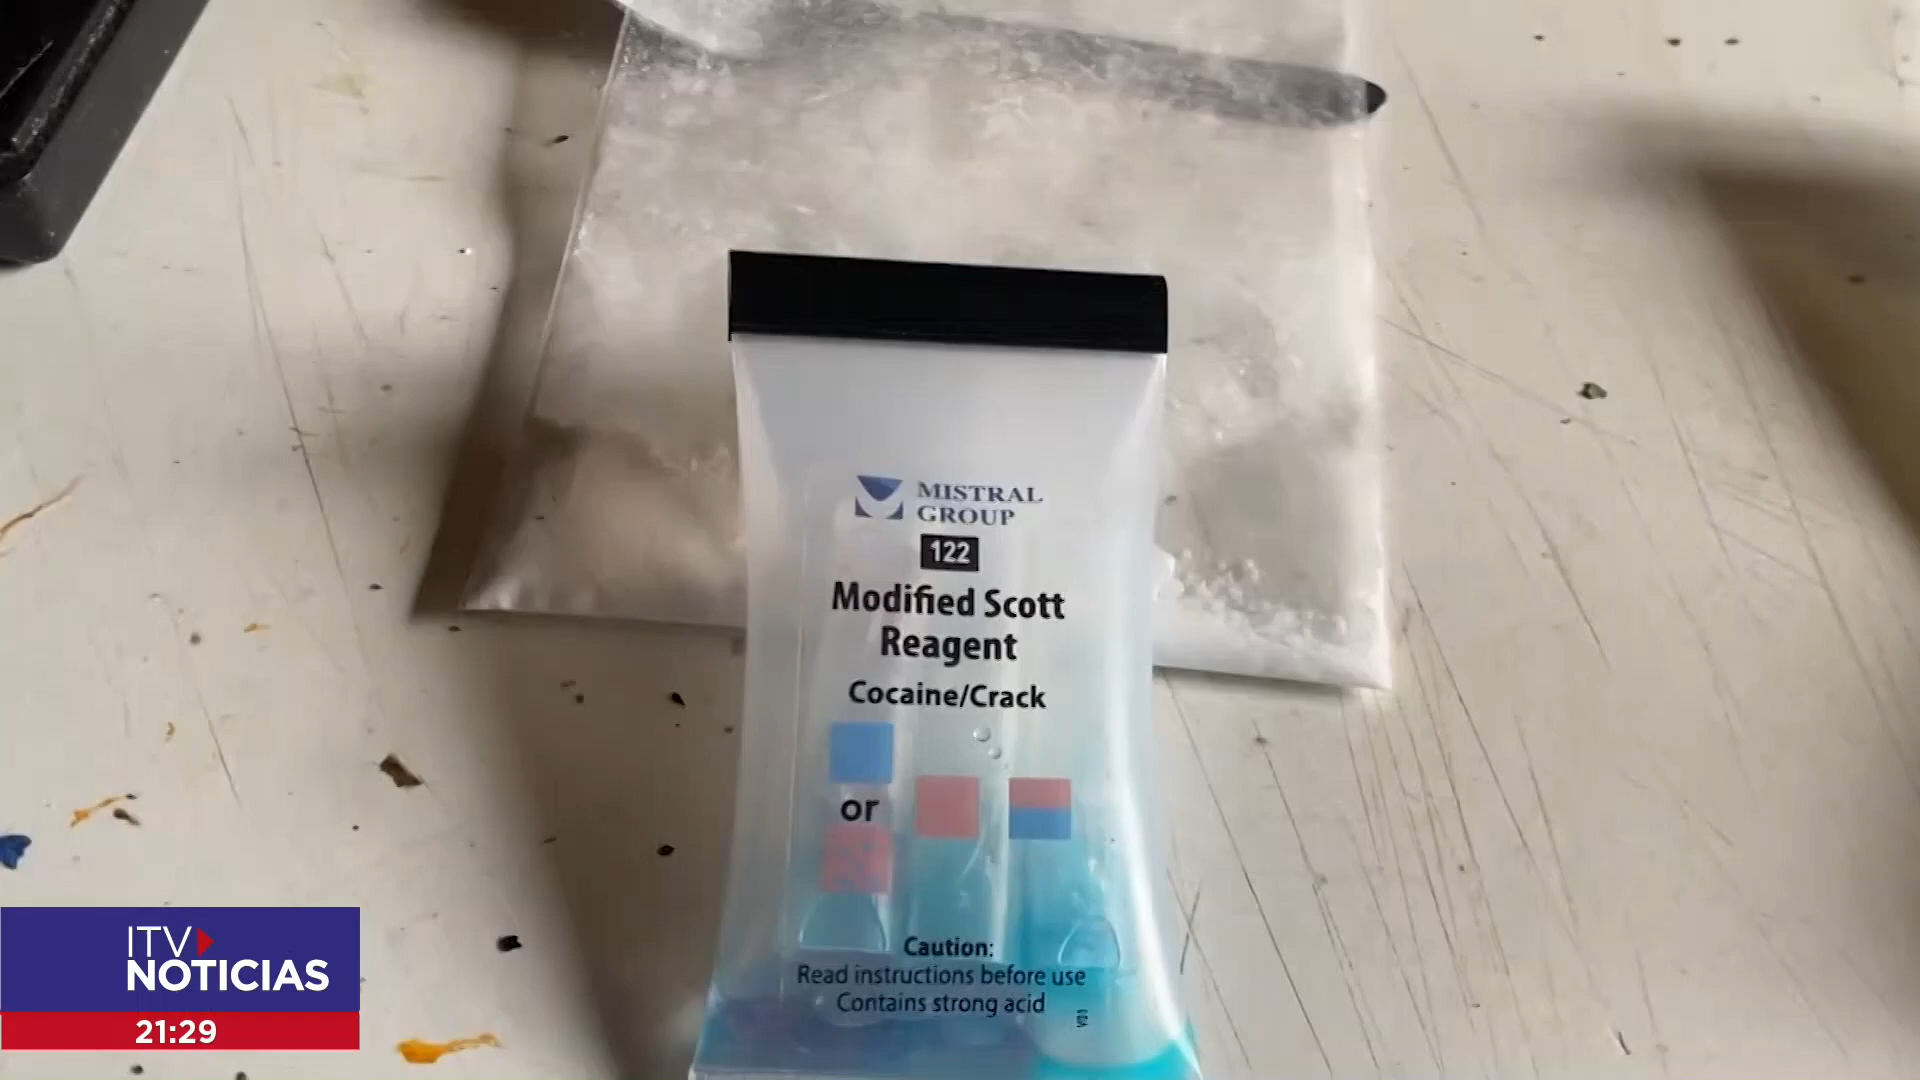 MISTRAL
GROUP
122
Modified Scott
Reagent
Cocaine/Crack
or
Caution:
Read instructions before use
Contains strong acid
ITV
NOTICIAS
21:29